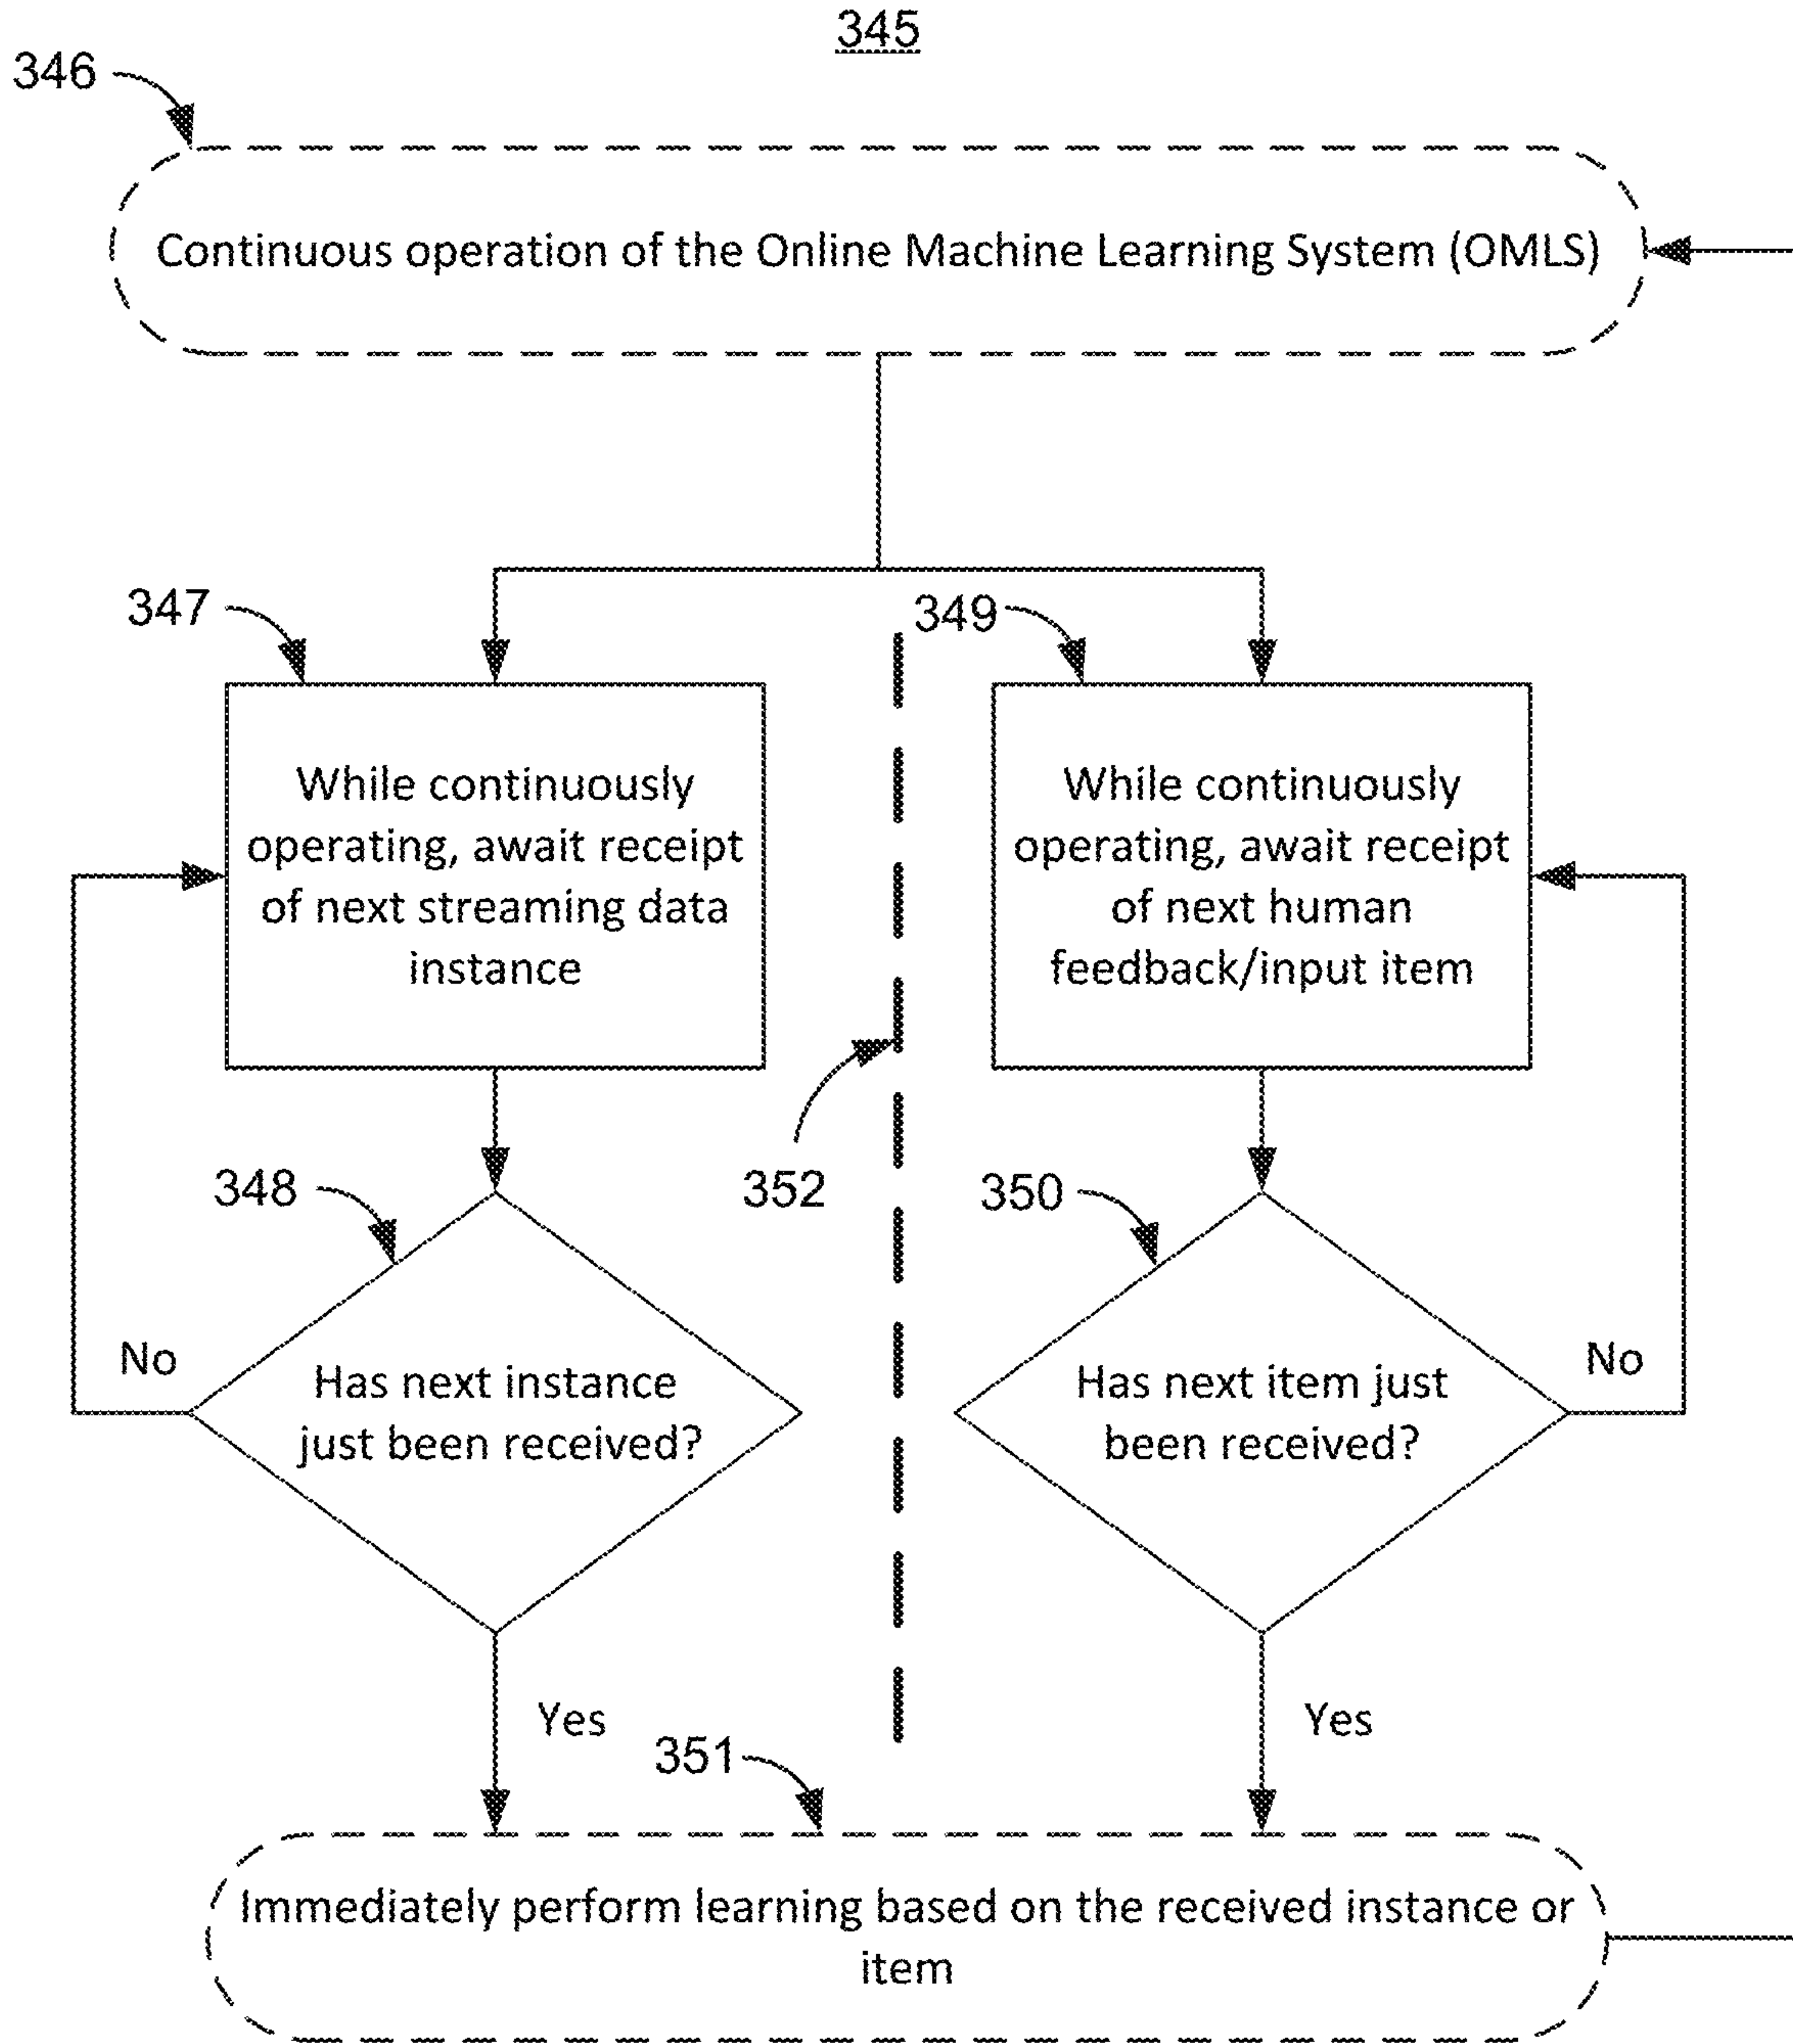 345
346
Continuous operation of the Online Machine Learning System (OMLS)
347
349
While continuously
operating, await receipt
of next streaming data
instance
While continuously
operating, await receipt
of next human
feedback/input item
348
352
350
No
Has next instance
just been received?
Has next item just
been received?
No
Yes
Yes
351
Immediately perform learning based on the received instance or
item